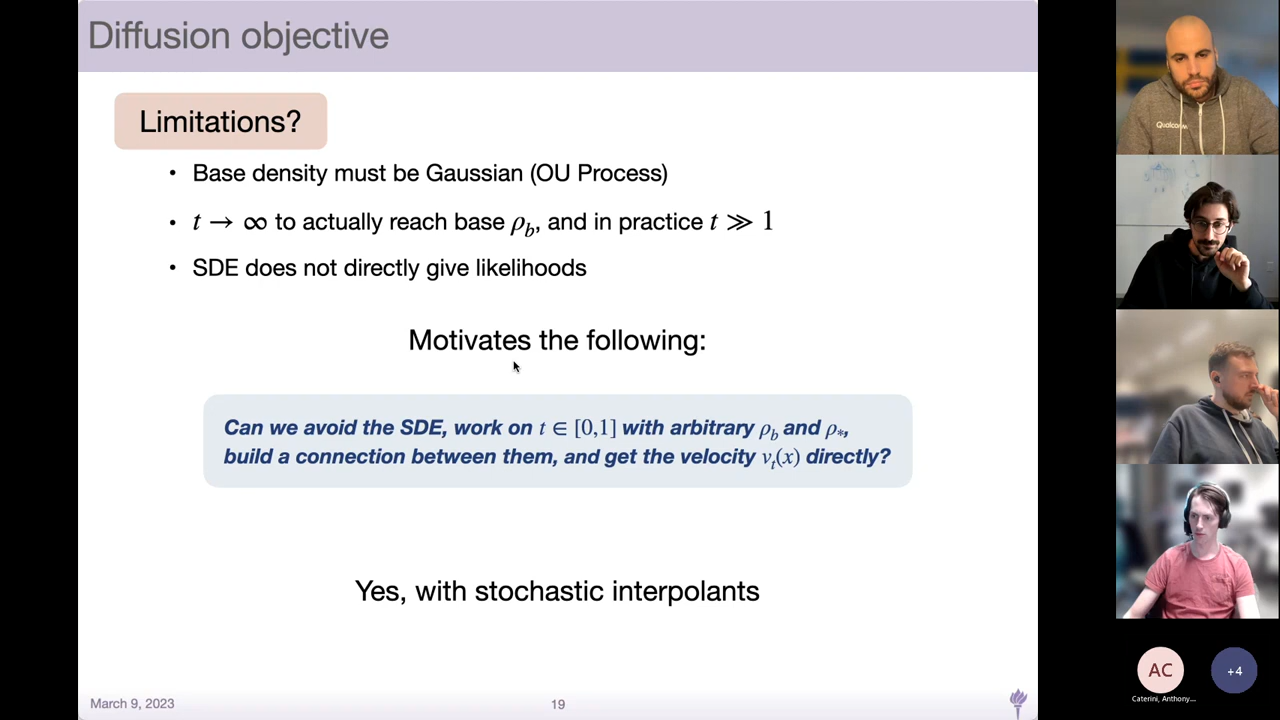 Diffusion objective
Limitations?
• Base density must be Gaussian (OU Process)
• t → ∞ to actually reach base ρ_b, and in practice t ≫ 1
• SDE does not directly give likelihoods
Motivates the following:
Can we avoid the SDE, work on t ∈ [0,1] with arbitrary ρ_b and ρ_*,
build a connection between them, and get the velocity v_t(x) directly?
Yes, with stochastic interpolants
March 9, 2023
19
Qualcomm
AC
Caterini, Anthony...
+4